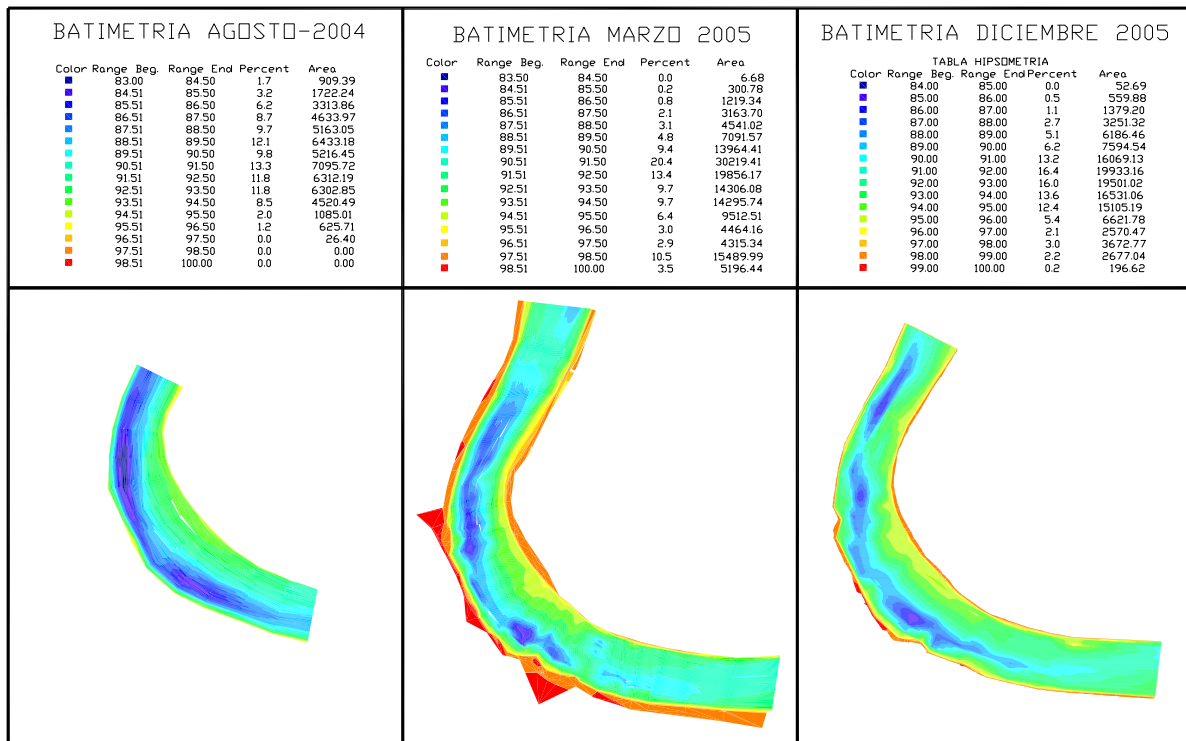 BATIMETRIA AGOSTO-2004
Color Range Beg. Range End Percent Area
83.00 84.50 1.7 909.39
84.51 85.50 3.2 1722.24
85.51 86.50 6.2 3313.86
86.51 87.50 8.7 4633.97
87.51 88.50 9.7 5163.05
88.51 89.50 12.1 6433.18
89.51 90.50 9.8 5216.45
90.51 91.50 13.3 7095.72
91.51 92.50 11.8 6312.19
92.51 93.50 11.8 6302.85
93.51 94.50 8.5 4520.49
94.51 95.50 2.0 1085.01
95.51 96.50 1.2 625.71
96.51 97.50 0.0 26.40
97.51 98.50 0.0 0.00
98.51 100.00 0.0 0.00
BATIMETRIA MARZO 2005
Color Range Beg. Range End Percent Area
83.50 84.50 0.0 6.68
84.51 85.50 0.2 300.78
85.51 86.50 0.8 1219.34
86.51 87.50 2.1 3163.70
87.51 88.50 3.1 4541.02
88.51 89.50 4.8 7091.57
89.51 90.50 9.4 13964.41
90.51 91.50 20.4 30219.41
91.51 92.50 13.4 19856.17
92.51 93.50 9.7 14306.08
93.51 94.50 9.7 14295.74
94.51 95.50 6.4 9512.51
95.51 96.50 3.0 4464.16
96.51 97.50 2.9 4315.34
97.51 98.50 10.5 15489.99
98.51 100.00 3.5 5196.44
BATIMETRIA DICIEMBRE 2005
TABLA HIPSOMETRIA
Color Range Beg. Range End Percent Area
84.00 85.00 0.0 52.69
85.00 86.00 0.5 559.88
86.00 87.00 1.1 1379.20
87.00 88.00 2.7 3251.32
88.00 89.00 5.1 6186.46
89.00 90.00 6.2 7594.54
90.00 91.00 13.2 16069.13
91.00 92.00 16.4 19933.16
92.00 93.00 16.0 19501.02
93.00 94.00 13.6 16531.06
94.00 95.00 12.4 15105.19
95.00 96.00 5.4 6621.78
96.00 97.00 2.1 2570.47
97.00 98.00 3.0 3672.77
98.00 99.00 2.2 2677.04
99.00 100.00 0.2 196.62